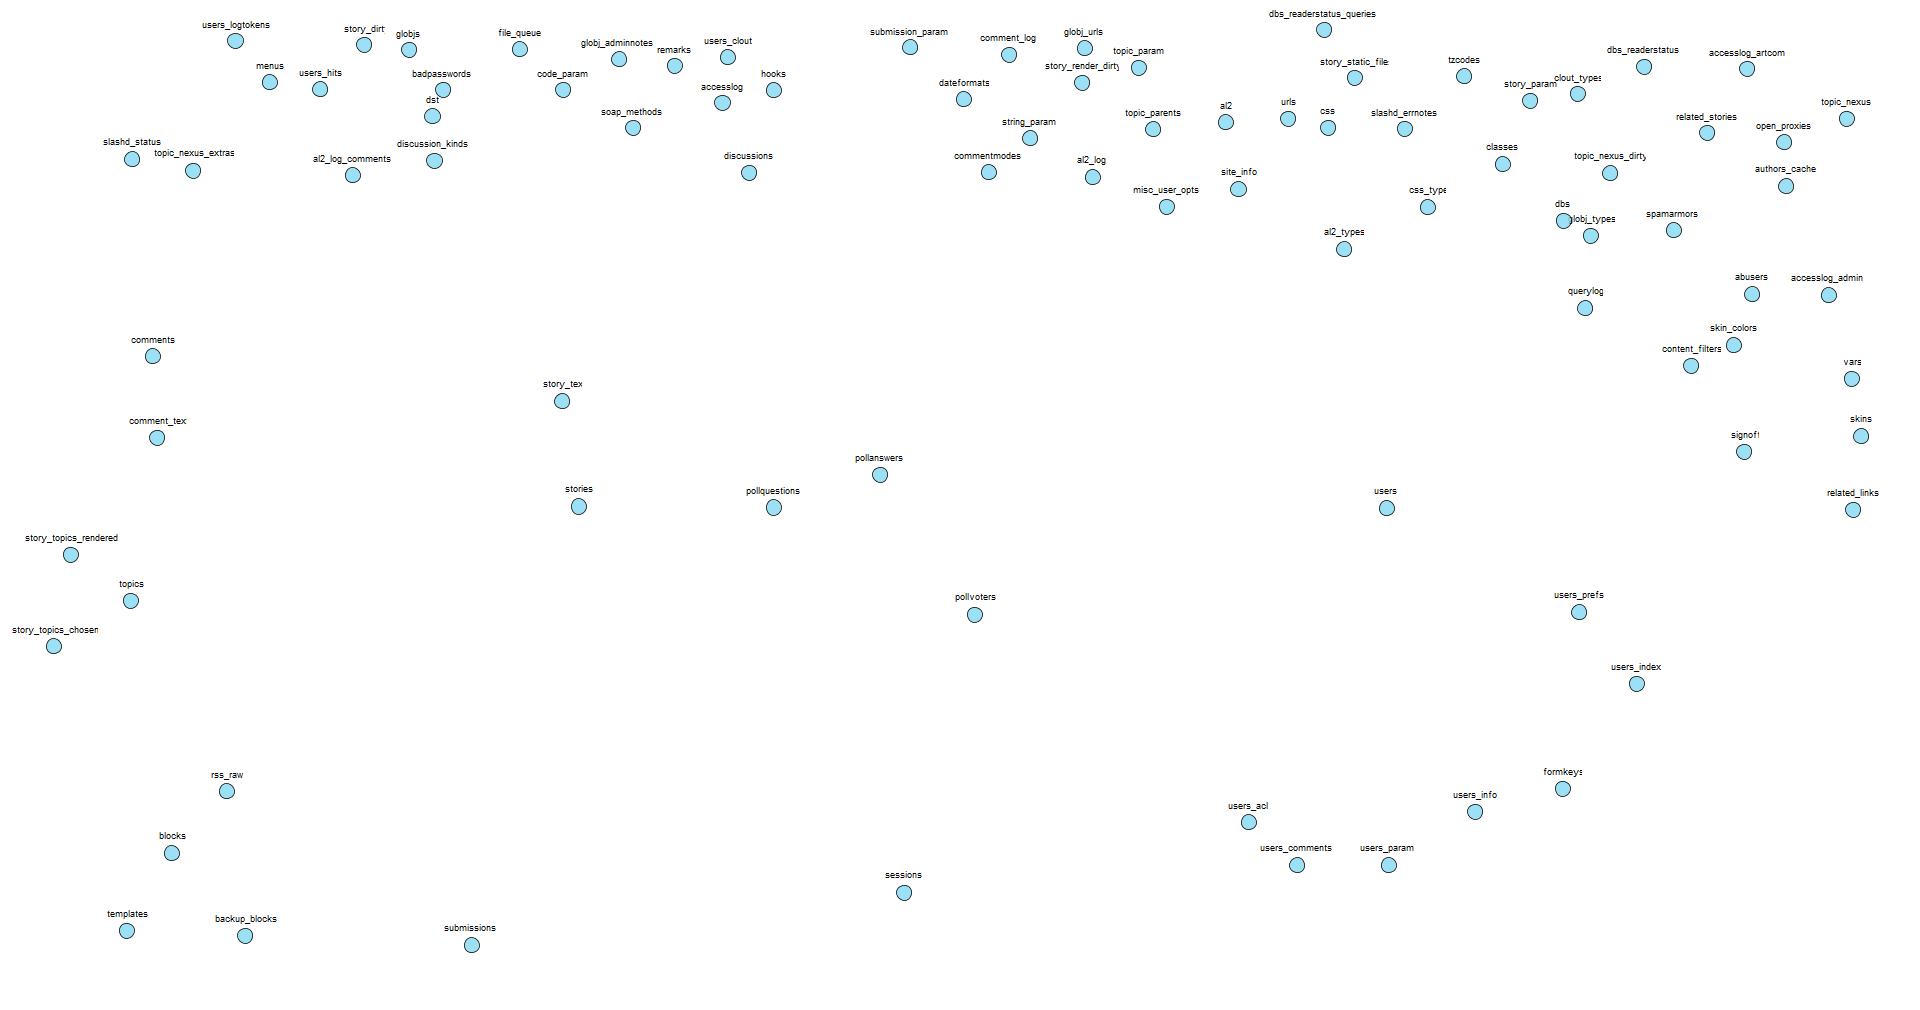 dbs_readerstatus_queries
users_logtokens
story_dirt
globjs
file_queue
globj_adminnotes
remarks
users_clout
submission_param
comment_log
globj_urls
topic_param
dbs_readerstatus
accesslog_artcom
menus
users_hits
badpasswords
code_param
hooks
story_render_dirty
story_static_file
tzcodes
story_param
clout_types
dst
accesslog
dateformats
soap_methods
string_param
topic_parents
al2
urls
css
slashd_errnotes
related_stories
open_proxies
topic_nexus
slashd_status
topic_nexus_extras
al2_log_comments
discussion_kinds
discussions
commentmodes
al2_log
classes
topic_nexus_dirty
authors_cache
misc_user_opts
site_info
css_type
dbs
globj_types
spamarmors
al2_types
abusers
accesslog_admin
querylog
comments
skin_colors
content_filters
vars
story_tex
comment_tex
skins
signoff
pollanswers
stories
pollquestions
users
related_links
story_topics_rendered
topics
pollvoters
users_prefs
story_topics_chosen
users_index
rss_raw
formkeys
users_info
users_acl
blocks
users_comments
users_param
sessions
templates
backup_blocks
submissions